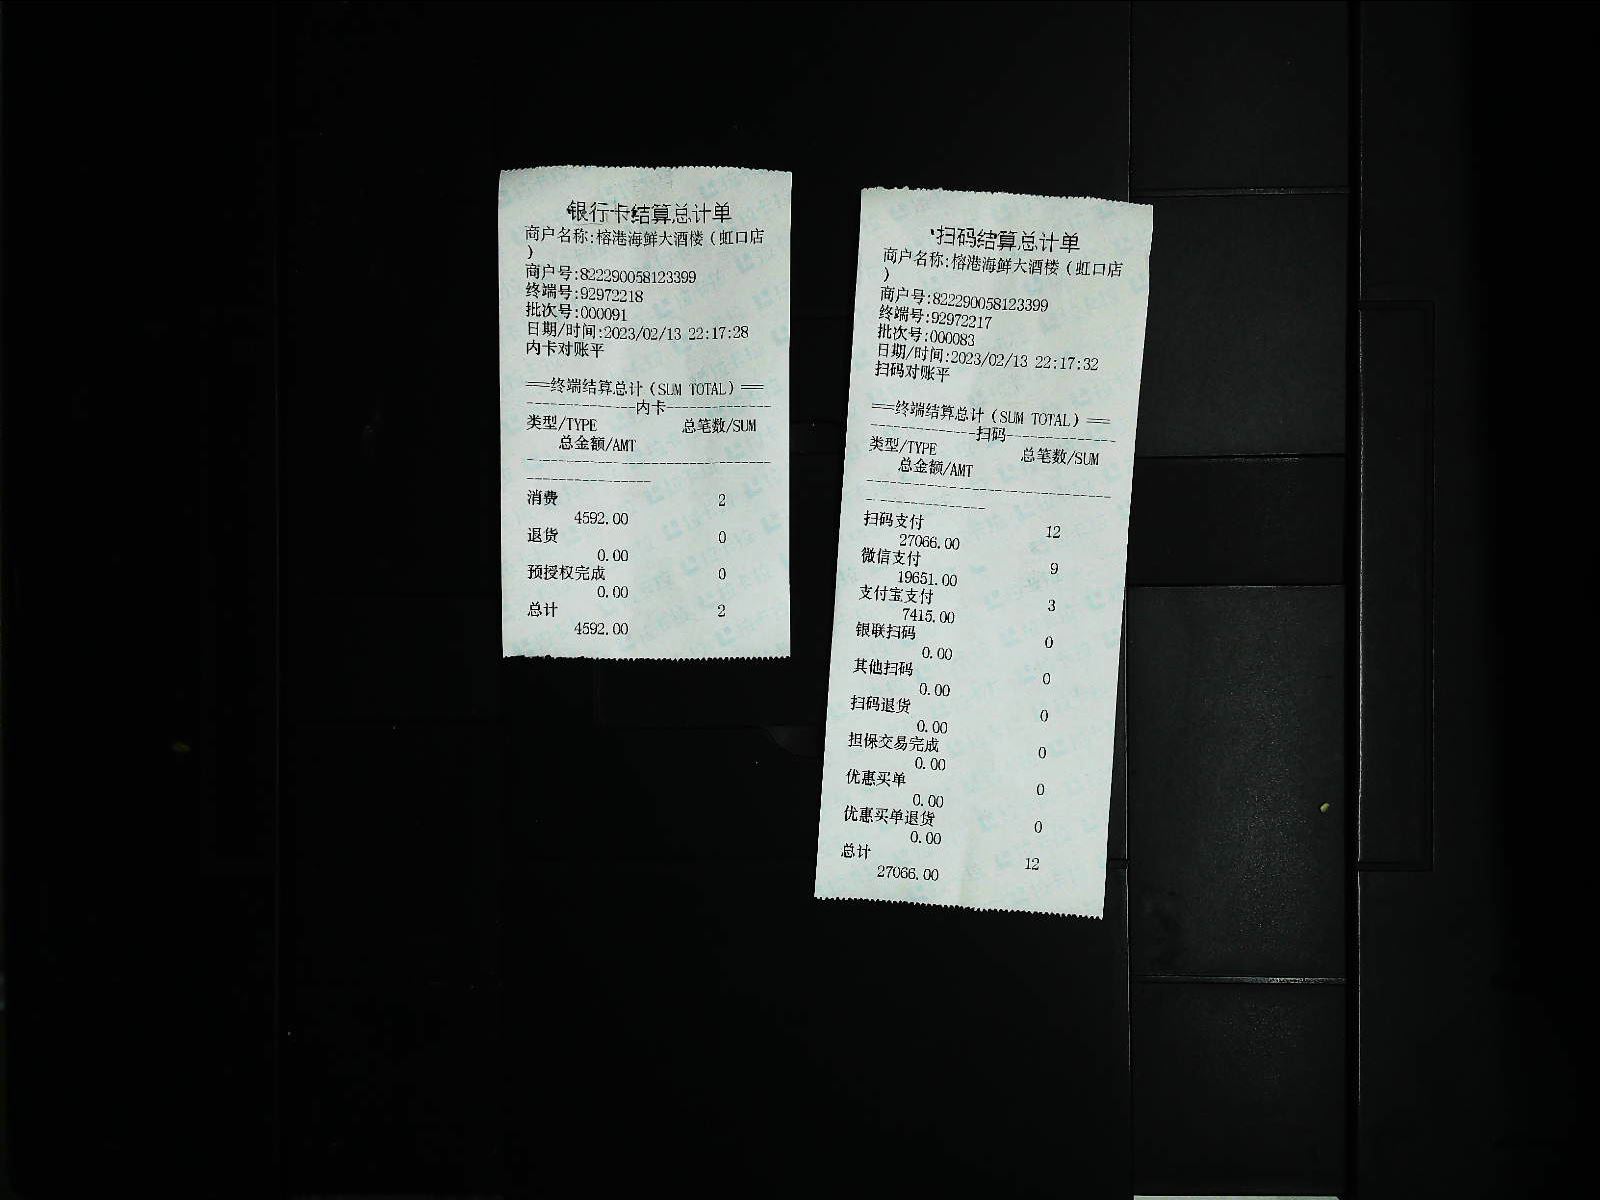 银行卡结算总计单
商户名称:榕港海鲜大酒楼（虹口店
）
商户号:822290058123399
终端号:92972218
批次号:000091
日期/时间:2023/02/13 22:17:28
内卡对账平
===终端结算总计（SUM TOTAL）===
---------------内卡---------------
类型/TYPE 总笔数/SUM
总金额/AMT
消费 2
4592.00
退货 0
0.00
预授权完成 0
0.00
总计 2
4592.00
扫码结算总计单
商户名称:榕港海鲜大酒楼（虹口店
）
商户号:822290058123399
终端号:92972217
批次号:000083
日期/时间:2023/02/13 22:17:32
扫码对账平
===终端结算总计（SUM TOTAL）===
---------------扫码---------------
类型/TYPE 总笔数/SUM
总金额/AMT
扫码支付 12
27066.00
微信支付 9
19651.00
支付宝支付 3
7415.00
银联扫码 0
0.00
其他扫码 0
0.00
扫码退货 0
0.00
担保交易完成 0
0.00
优惠买单 0
0.00
优惠买单退货 0
0.00
总计 12
27066.00